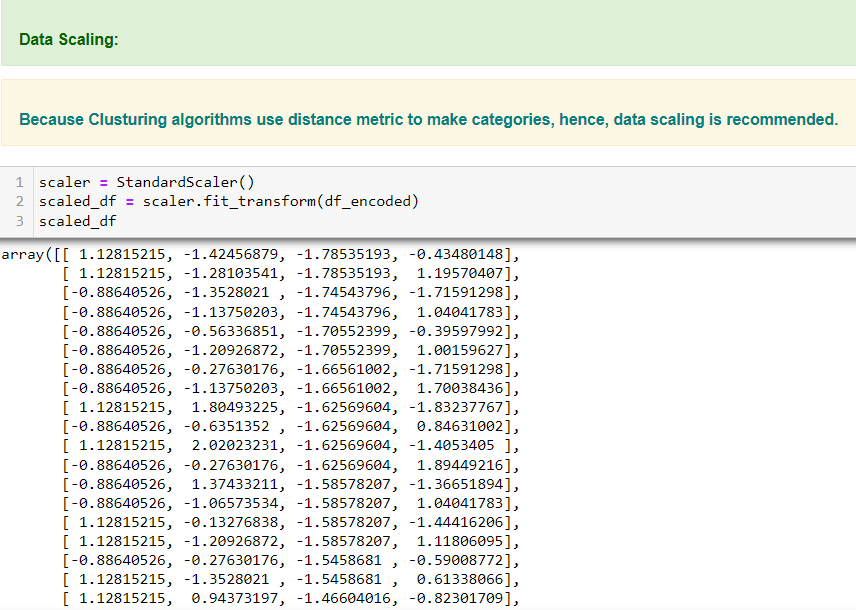 Data Scaling:
Because Clusturing algorithms use distance metric to make categories, hence, data scaling is recommended.
1 scaler = StandardScaler()
2 scaled_df = scaler.fit_transform(df_encoded)
3 scaled_df
array([[ 1.12815215, -1.42456879, -1.78535193, -0.43480148],
[ 1.12815215, -1.28103541, -1.78535193,  1.19570407],
[-0.88640526, -1.3528021 , -1.74543796, -1.71591298],
[-0.88640526, -1.13750203, -1.74543796,  1.04041783],
[-0.88640526, -0.56336851, -1.70552399, -0.39597992],
[-0.88640526, -1.20926872, -1.70552399,  1.00159627],
[-0.88640526, -0.27630176, -1.66561002, -1.71591298],
[-0.88640526, -1.13750203, -1.66561002,  1.70038436],
[ 1.12815215,  1.80493225, -1.62569604, -1.83237767],
[-0.88640526, -0.6351352 , -1.62569604,  0.84631002],
[ 1.12815215,  2.02023231, -1.62569604, -1.4053405 ],
[-0.88640526, -0.27630176, -1.62569604,  1.89449216],
[-0.88640526,  1.37433211, -1.58578207, -1.36651894],
[-0.88640526, -1.06573534, -1.58578207,  1.04041783],
[ 1.12815215, -0.13276838, -1.58578207, -1.44416206],
[ 1.12815215, -1.20926872, -1.58578207,  1.11806095],
[-0.88640526, -0.27630176, -1.5458681 , -0.59008772],
[ 1.12815215, -1.3528021 , -1.5458681 ,  0.61338066],
[ 1.12815215,  0.94373197, -1.46604016, -0.82301709],